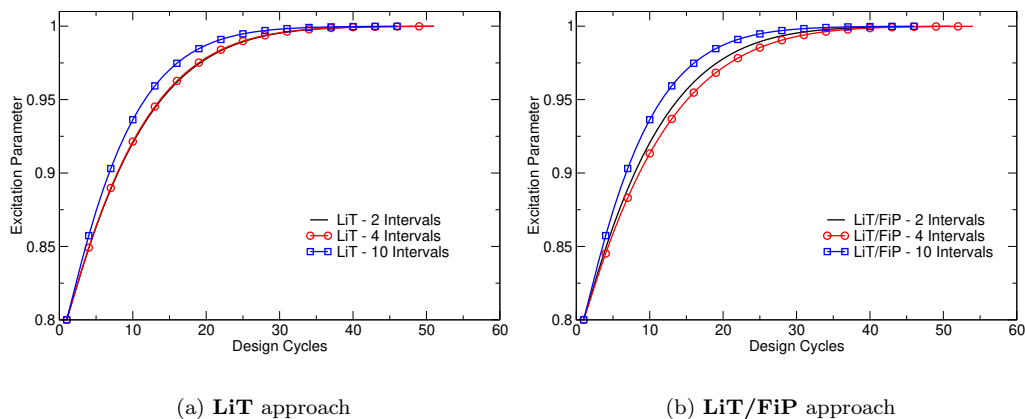 1
0.95
0.9
0.85
0.8
Excitation Parameter
LiT - 2 Intervals
LiT - 4 Intervals
LiT - 10 Intervals
0 10 20 30 40 50 60
Design Cycles
(a) LiT approach
1
0.95
0.9
0.85
0.8
Excitation Parameter
LiT/FiP - 2 Intervals
LiT/FiP - 4 Intervals
LiT/FiP - 10 Intervals
0 10 20 30 40 50 60
Design Cycles
(b) LiT/FiP approach